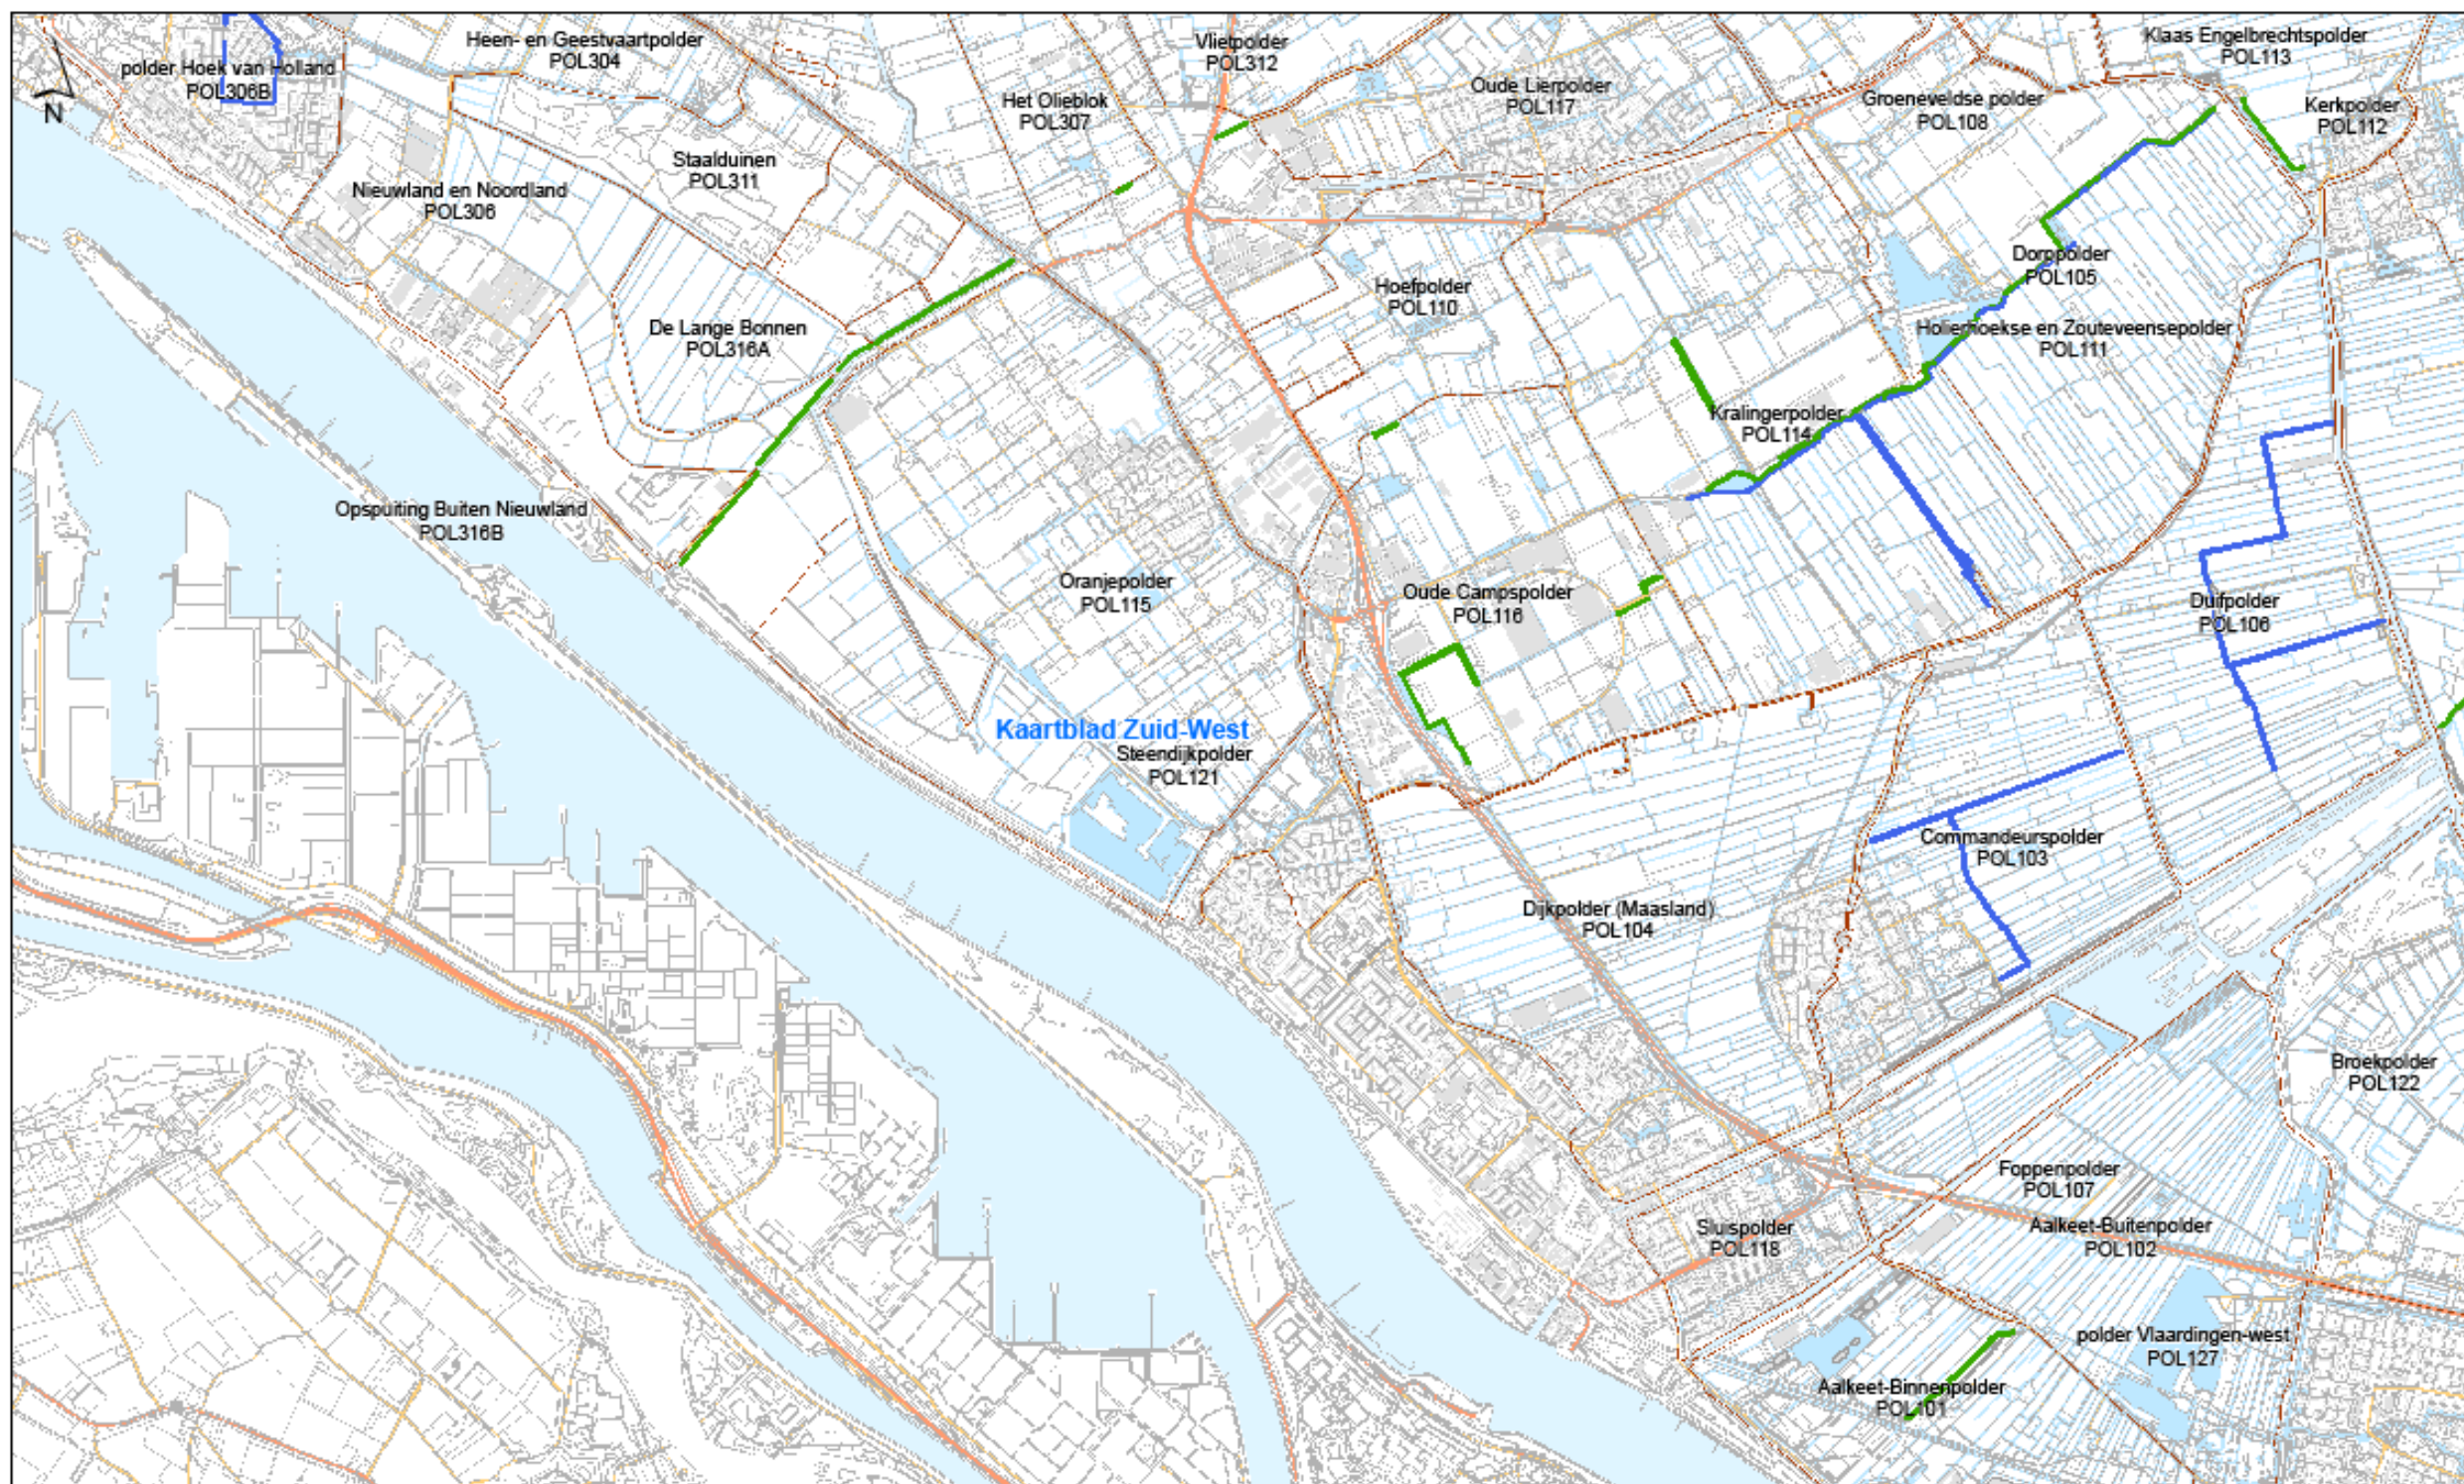 Heen- en Geestvaartpolder
POL304
Vlietpolder
POL312
Klaas Engelbrechtspolder
POL113
polder Hoek van Holland
POL306B
N
Het Olieblok
POL307
Oude Lierpolder
POL117
Groeneveldse polder
POL108
Kerkpolder
POL112
Staalduinen
POL311
Nieuwland en Noordland
POL306
Dorppolder
POL105
Hoefpolder
POL110
De Lange Bonnen
POL316A
Holierhoekse en Zouteveensepolder
POL111
Kralingerpolder
POL114
Opspuiting Buiten Nieuwland
POL316B
Oranjepolder
POL115
Oude Campspolder
POL116
Duifpolder
POL106
Kaartblad Zuid-West
Steendijkpolder
POL121
Commandeurspolder
POL103
Dijkpolder (Maasland)
POL104
Broekpolder
POL122
Foppenpolder
POL107
Sluispolder
POL118
Aalkeet-Buitenpolder
POL102
polder Vlaardingen-west
POL127
Aalkeet-Binnenpolder
POL101